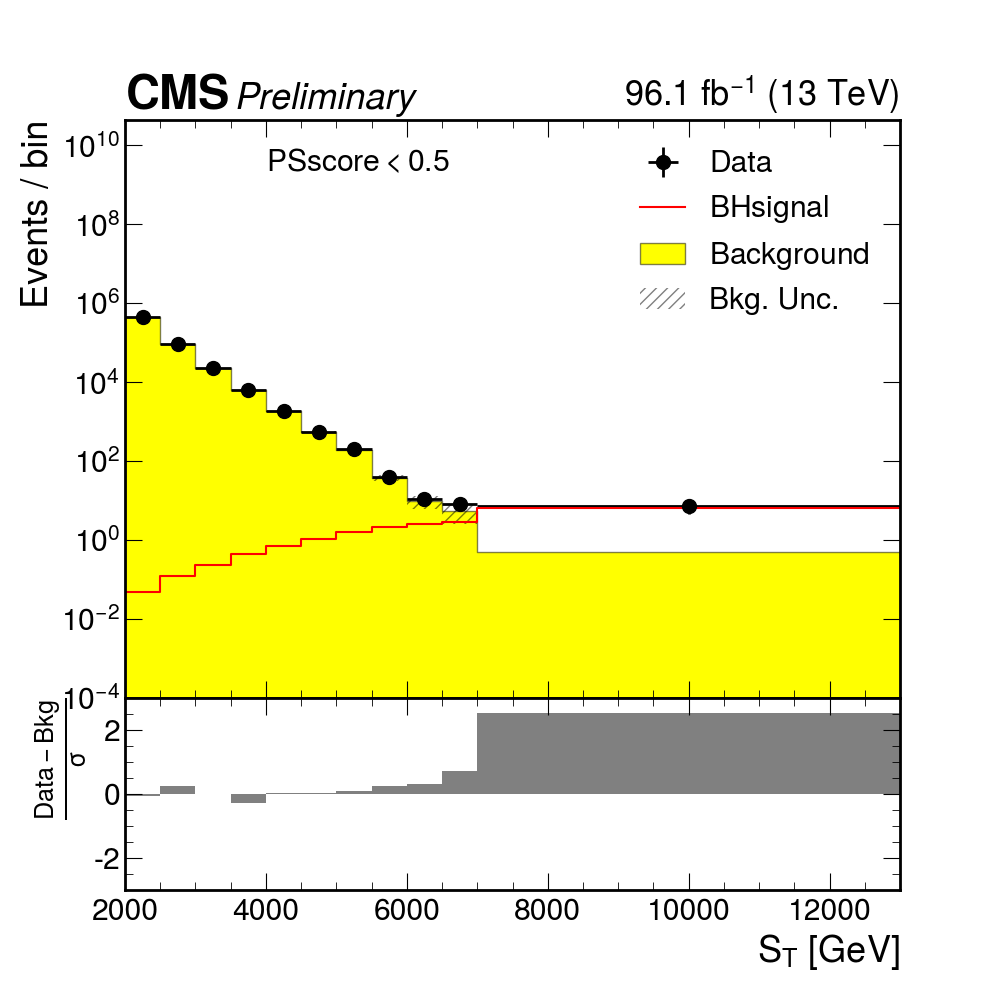 CMS Preliminary 96.1 fb⁻¹ (13 TeV)
Events / bin
PSscore < 0.5
Data
BHsignal
Background
Bkg. Unc.
10¹⁰
10⁸
10⁶
10⁴
10²
10⁰
10⁻²
10⁻⁴
Data − Bkg
σ
2
0
-2
2000 4000 6000 8000 10000 12000
S_T [GeV]